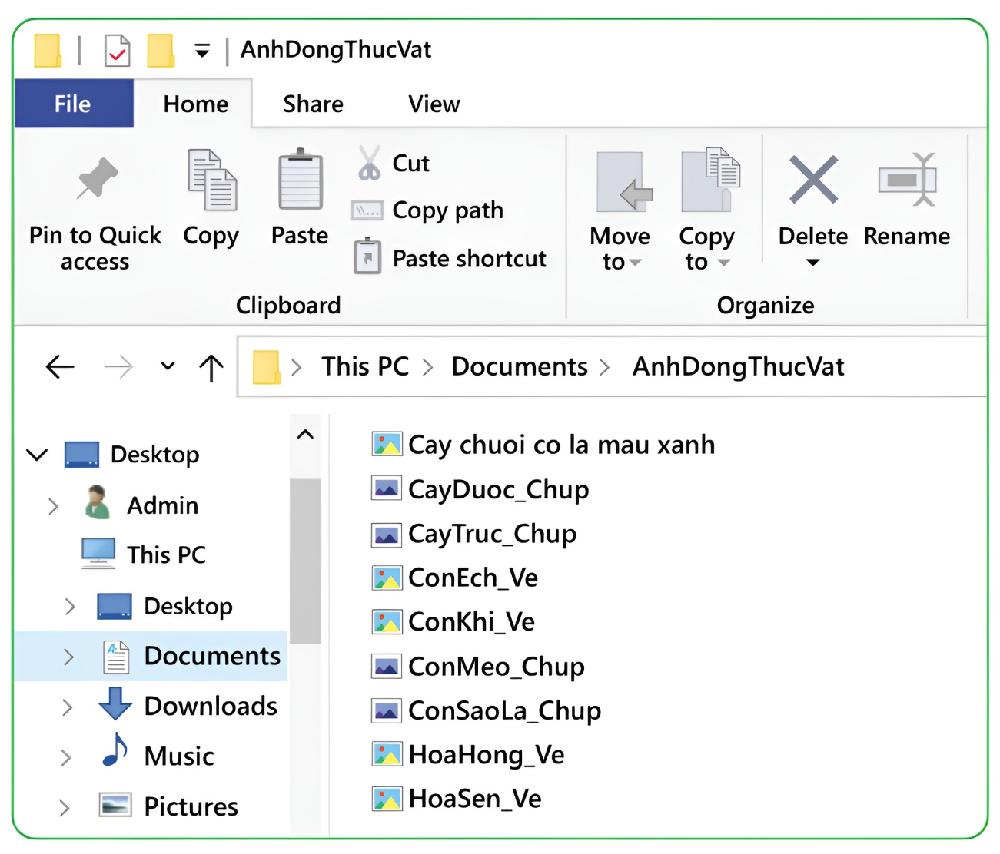 AnhDongThucVat
File Home Share View
Pin to Quick access
Copy
Paste
Cut
Copy path
Paste shortcut
Clipboard
Move to
Copy to
Delete
Rename
Organize
This PC > Documents > AnhDongThucVat
Desktop
Admin
This PC
Desktop
Documents
Downloads
Music
Pictures
Cay chuoi co la mau xanh
CayDuoc_Chup
CayTruc_Chup
ConEch_Ve
ConKhi_Ve
ConMeo_Chup
ConSaoLa_Chup
HoaHong_Ve
HoaSen_Ve